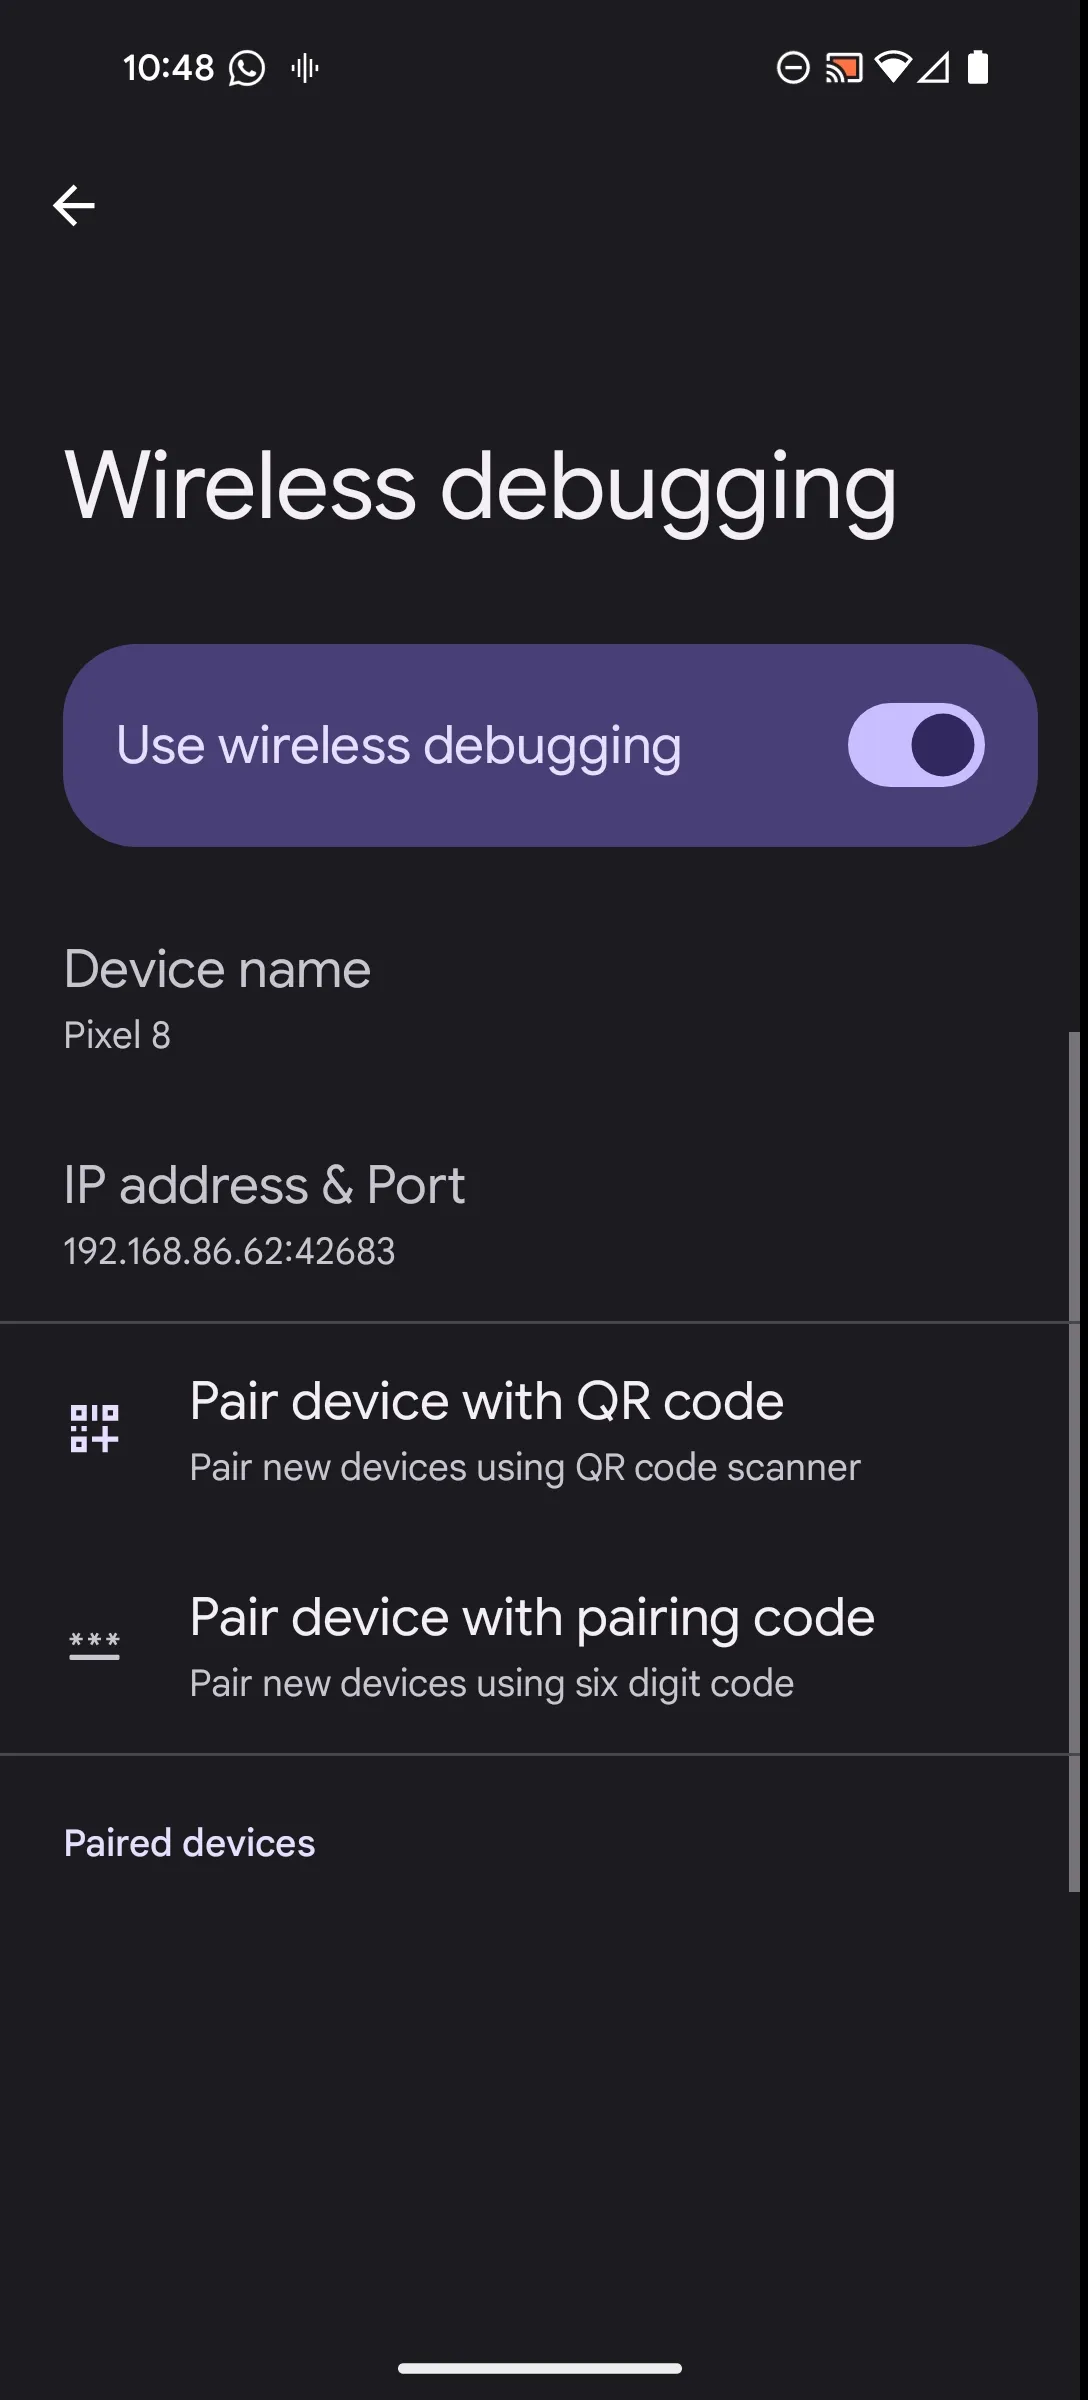 10:48
Wireless debugging
Use wireless debugging
Device name
Pixel 8
IP address & Port
192.168.86.62:42683
Pair device with QR code
Pair new devices using QR code scanner
Pair device with pairing code
Pair new devices using six digit code
Paired devices